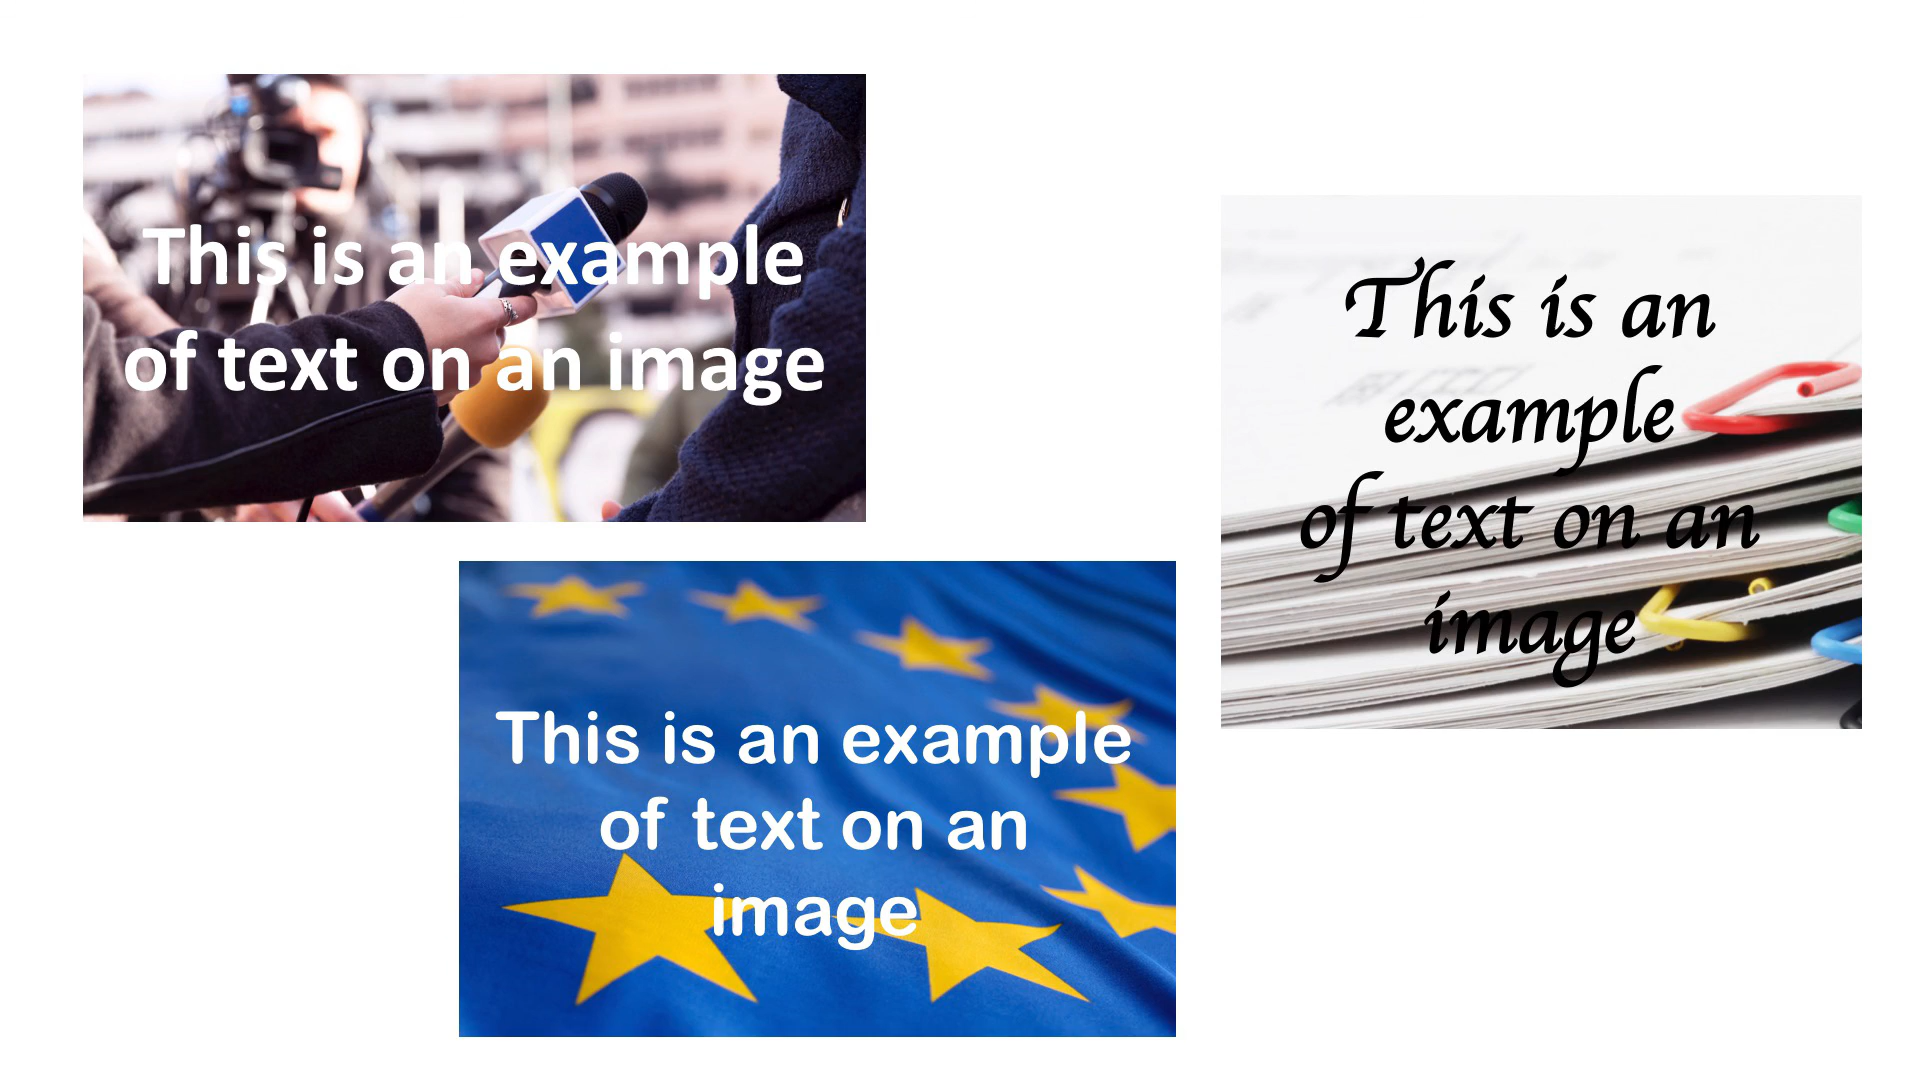 This is an example
of text on an image
This is an
example
of text on an
image
This is an example
of text on an
image